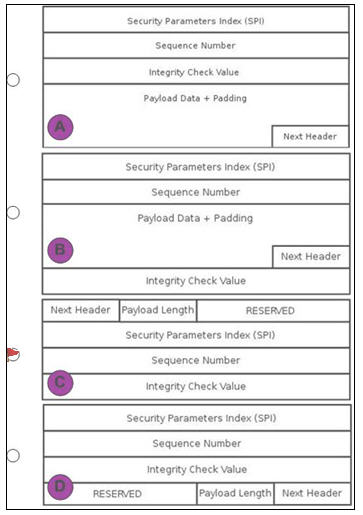 Security Parameters Index (SPI)
Sequence Number
Integrity Check Value
Payload Data + Padding
A
Next Header
Security Parameters Index (SPI)
Sequence Number
Payload Data + Padding
B
Next Header
Integrity Check Value
Next Header Payload Length RESERVED
Security Parameters Index (SPI)
Sequence Number
C
Integrity Check Value
Security Parameters Index (SPI)
Sequence Number
Integrity Check Value
D
RESERVED Payload Length Next Header